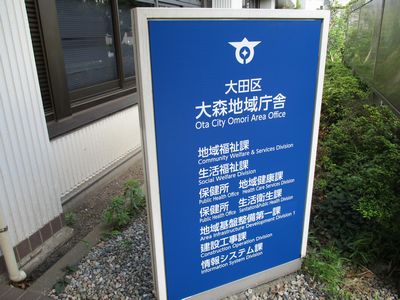 大田区
大森地域庁舎
Ota City Omori Area Office
地域福祉課
Community Welfare & Services Division
生活福祉課
Social Welfare Division
保健所 地域健康課
Public Health Office Health Care Services Division
保健所 生活衛生課
Public Health Office Sanitation&Public Health Division
地域基盤整備第一課
Area Infrastructure Development Division 1
建設工事課
Construction Operation Division
情報システム課
Information System Division